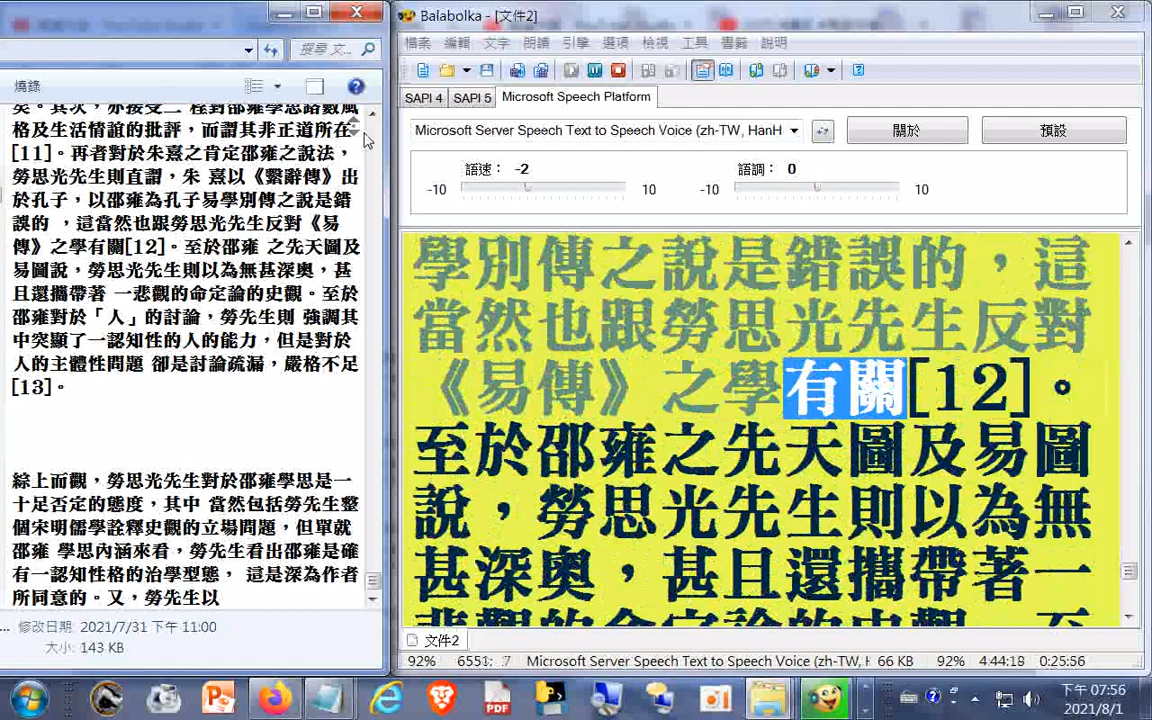 Balabolka - [文件2]
搜尋 文...
檔案 編輯 文字 朗讀 引擎 選項 檢視 工具 書籤 說明
燒錄
SAPI 4 SAPI 5 Microsoft Speech Platform
Microsoft Server Speech Text to Speech Voice (zh-TW, HanH
關於
預設
語速： -2
語調： 0
-10 10 -10 10
矣。其次，亦接受二 程對邵雍學思路數風
格及生活情誼的批評，而謂其非正道所在
[11]。再者對於朱熹之肯定邵雍之說法，
勞思光先生則直謂，朱 熹以《繫辭傳》出
於孔子，以邵雍為孔子易學別傳之說是錯
誤的 ，這當然也跟勞思光先生反對《易
傳》之學有關[12]。至於邵雍 之先天圖及
易圖說，勞思光先生則以為無甚深奧，甚
且還攜帶著 一悲觀的命定論的史觀。至於
邵雍對於「人」的討論，勞先生則 強調其
中突顯了一認知性的人的能力，但是對於
人的主體性問題 卻是討論疏漏，嚴格不足
[13]。
綜上而觀，勞思光先生對於邵雍學思是一
十足否定的態度，其中 當然包括勞先生整
個宋明儒學詮釋史觀的立場問題，但單就
邵雍 學思內涵來看，勞先生看出邵雍是確
有一認知性格的治學型態， 這是深為作者
所同意的。又，勞先生以
... 修改日期: 2021/7/31 下午 11:00
大小: 143 KB
學別傳之說是錯誤的，這
當然也跟勞思光先生反對
《易傳》之學有關[12]。
至於邵雍之先天圖及易圖
說，勞思光先生則以為無
甚深奧，甚且還攜帶著一
悲觀的命定論的史觀。至
文件2
92% 6551: :7 Microsoft Server Speech Text to Speech Voice (zh-TW, H 66 KB 92% 4:44:18 0:25:56
下午 07:56
2021/8/1